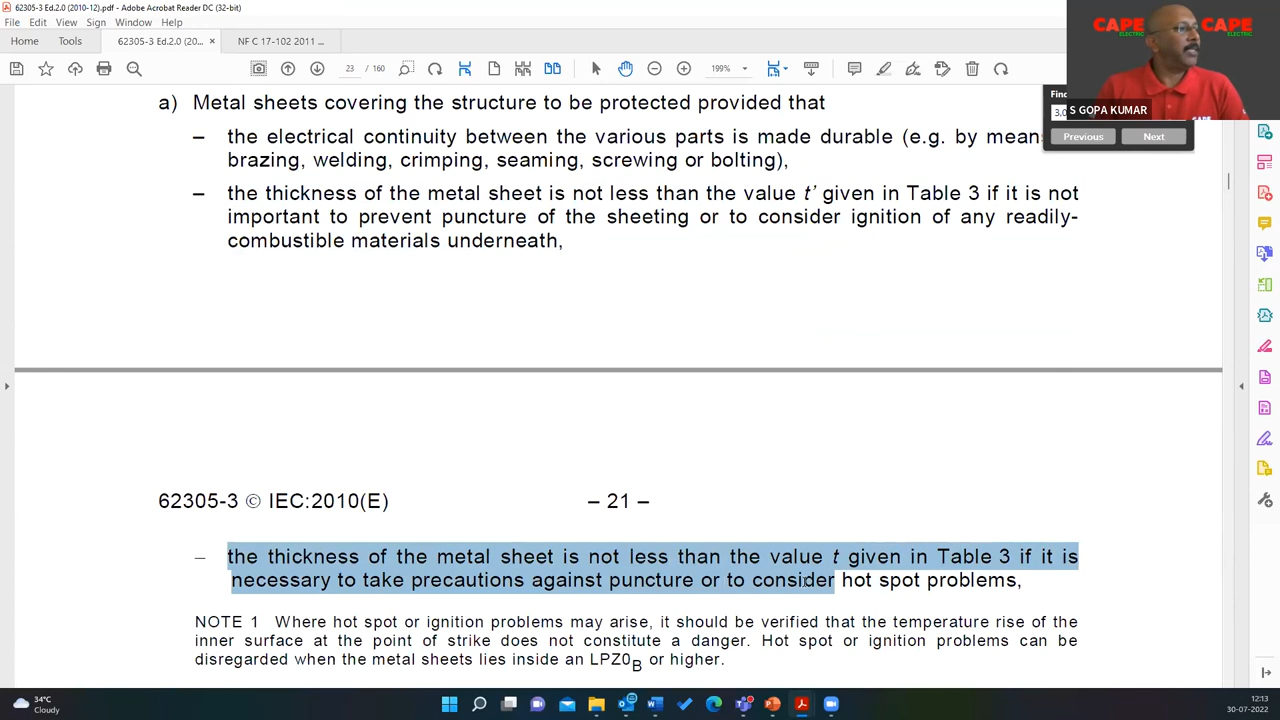 62305-3 Ed.2.0 (2010-12).pdf - Adobe Acrobat Reader DC (32-bit)
File Edit View Sign Window Help
Home Tools 62305-3 Ed.2.0 (20... × NF C 17-102 2011 ...
23 / 160 199%
CAPE ELECTRIC CAPE ELECTRIC
S GOPA KUMAR
Previous Next
a) Metal sheets covering the structure to be protected provided that
– the electrical continuity between the various parts is made durable (e.g. by means
brazing, welding, crimping, seaming, screwing or bolting),
– the thickness of the metal sheet is not less than the value t’ given in Table 3 if it is not
important to prevent puncture of the sheeting or to consider ignition of any readily-
combustible materials underneath,
62305-3 © IEC:2010(E) – 21 –
– the thickness of the metal sheet is not less than the value t given in Table 3 if it is
necessary to take precautions against puncture or to consider hot spot problems,
NOTE 1 Where hot spot or ignition problems may arise, it should be verified that the temperature rise of the
inner surface at the point of strike does not constitute a danger. Hot spot or ignition problems can be
disregarded when the metal sheets lies inside an LPZ0B or higher.
34°C
Cloudy
12:13
30-07-2022